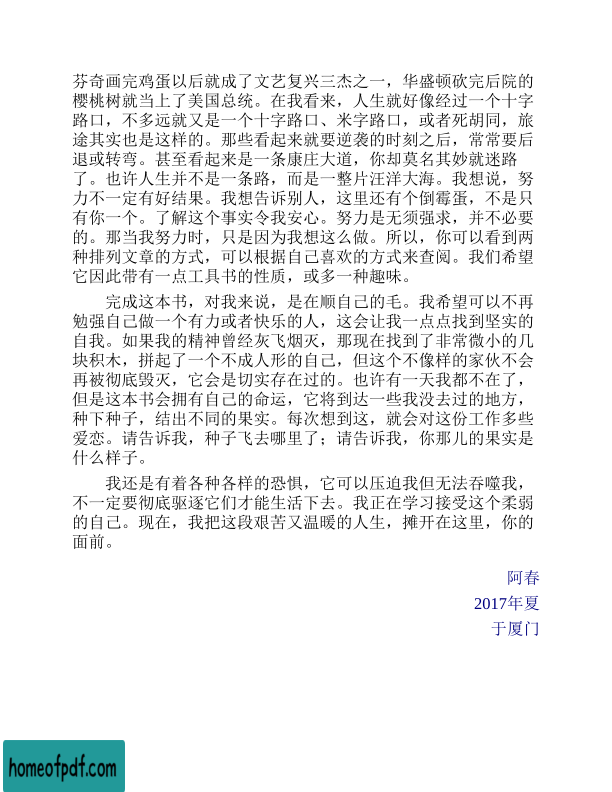 芬奇画完鸡蛋以后就成了文艺复兴三杰之一，华盛顿砍完后院的
樱桃树就当上了美国总统。在我看来，人生就好像经过一个十字
路口，不多远就又是一个十字路口、米字路口，或者死胡同，旅
途其实也是这样的。那些看起来就要逆袭的时刻之后，常常要后
退或转弯。甚至看起来是一条康庄大道，你却莫名其妙就迷路
了。也许人生并不是一条路，而是一整片汪洋大海。我想说，努
力不一定有好结果。我想告诉别人，这里还有个倒霉蛋，不是只
有你一个。了解这个事实令我安心。努力是无须强求，并不必要
的。那当我努力时，只是因为我想这么做。所以，你可以看到两
种排列文章的方式，可以根据自己喜欢的方式来查阅。我们希望
它因此带有一点工具书的性质，或多一种趣味。
完成这本书，对我来说，是在顺自己的毛。我希望可以不再
勉强自己做一个有力或者快乐的人，这会让我一点点找到坚实的
自我。如果我的精神曾经灰飞烟灭，那现在找到了非常微小的几
块积木，拼起了一个不成人形的自己，但这个不像样的家伙不会
再被彻底毁灭，它会是切实存在过的。也许有一天我都不在了，
但是这本书会拥有自己的命运，它将到达一些我没去过的地方，
种下种子，结出不同的果实。每次想到这，就会对这份工作多些
爱恋。请告诉我，种子飞去哪里了；请告诉我，你那儿的果实是
什么样子。
我还是有着各种各样的恐惧，它可以压迫我但无法吞噬我，
不一定要彻底驱逐它们才能生活下去。我正在学习接受这个柔弱
的自己。现在，我把这段艰苦又温暖的人生，摊开在这里，你的
面前。
阿春
2017年夏
于厦门
homeofpdf.com